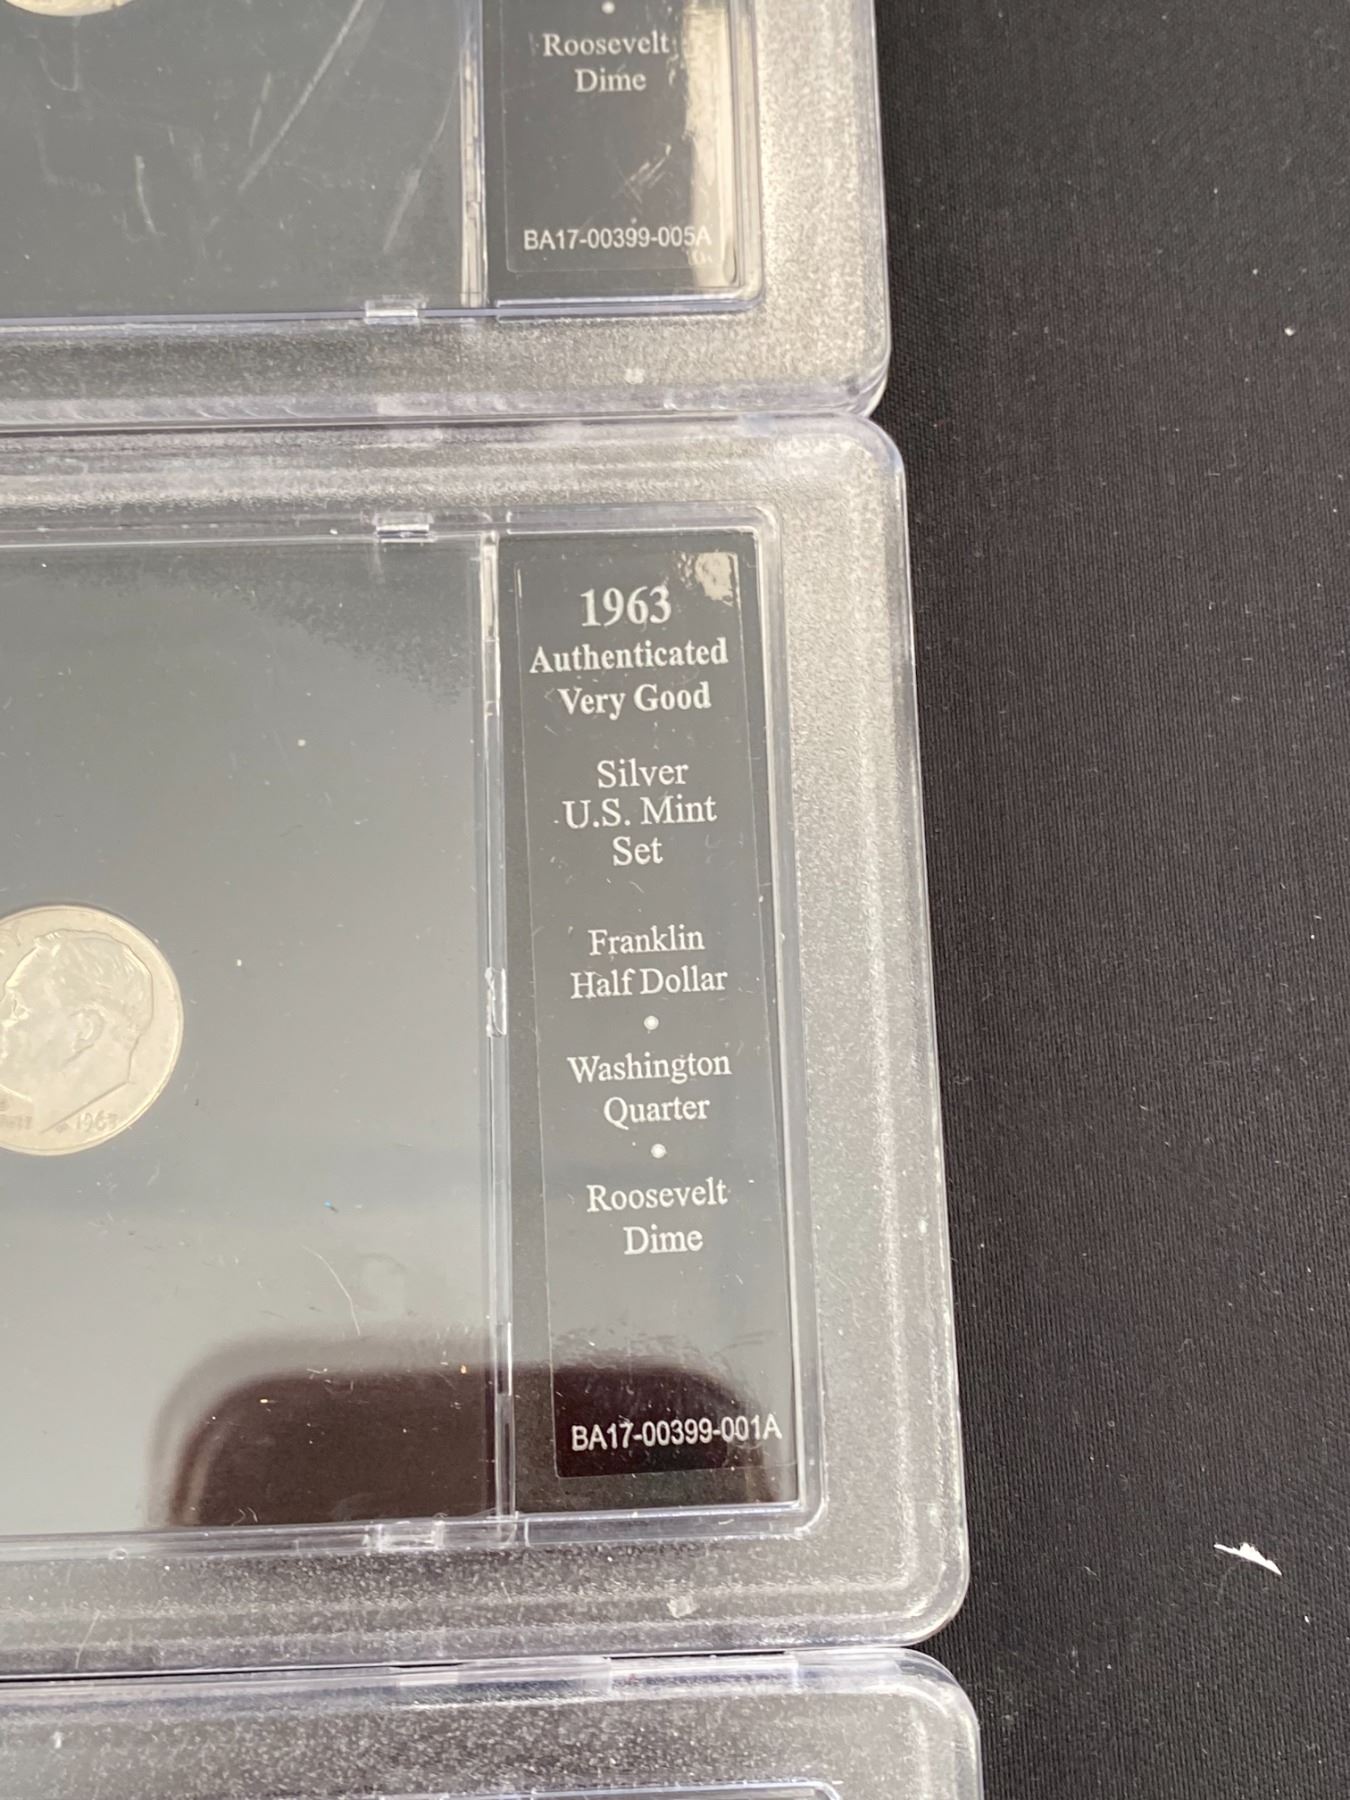 Roosevelt
Dime
BA17-00399-005A
1963
Authenticated
Very Good
Silver
U.S. Mint
Set
Franklin
Half Dollar
Washington
Quarter
Roosevelt
Dime
1963
BA17-00399-001A